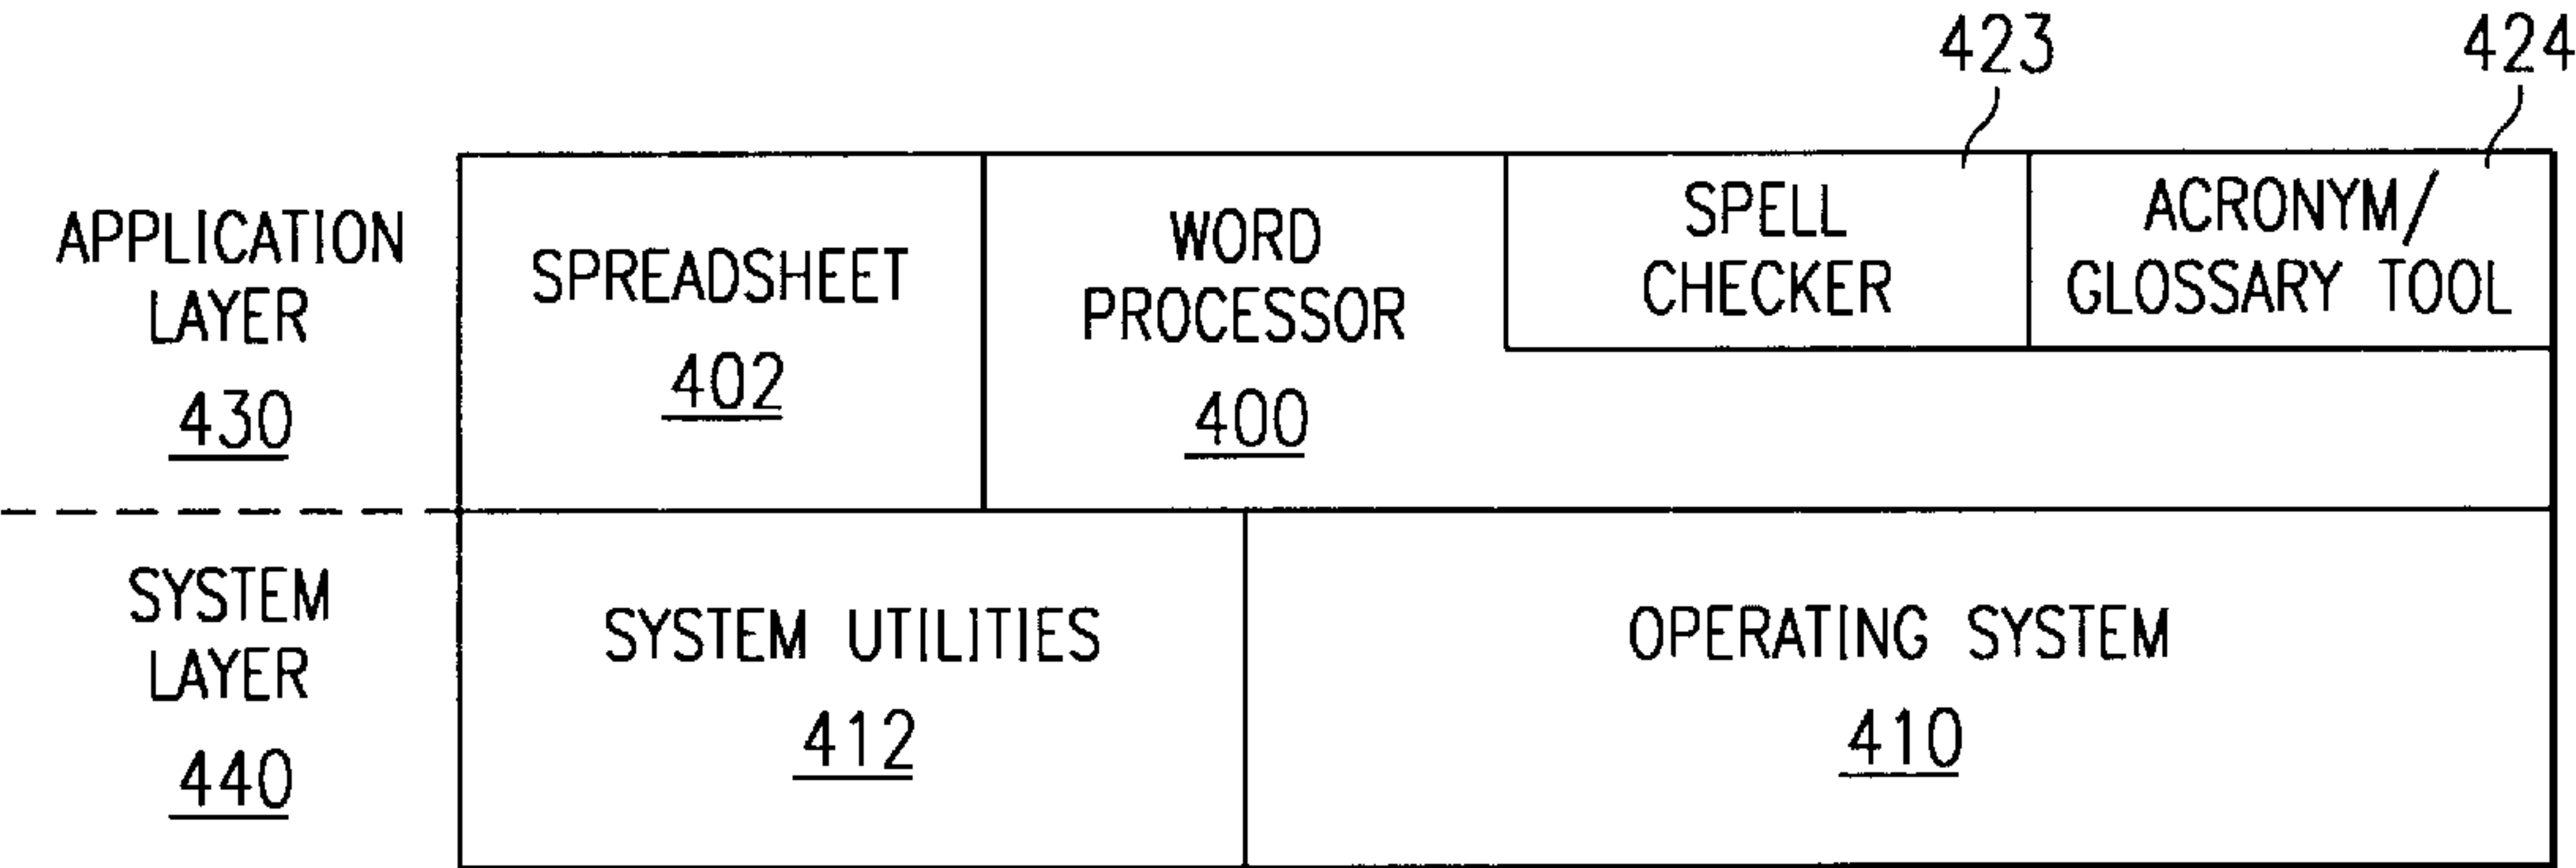 423
424
APPLICATION
LAYER
430
SPREADSHEET
402
WORD
PROCESSOR
400
SPELL
CHECKER
ACRONYM/
GLOSSARY TOOL
SYSTEM
LAYER
440
SYSTEM UTILITIES
412
OPERATING SYSTEM
410